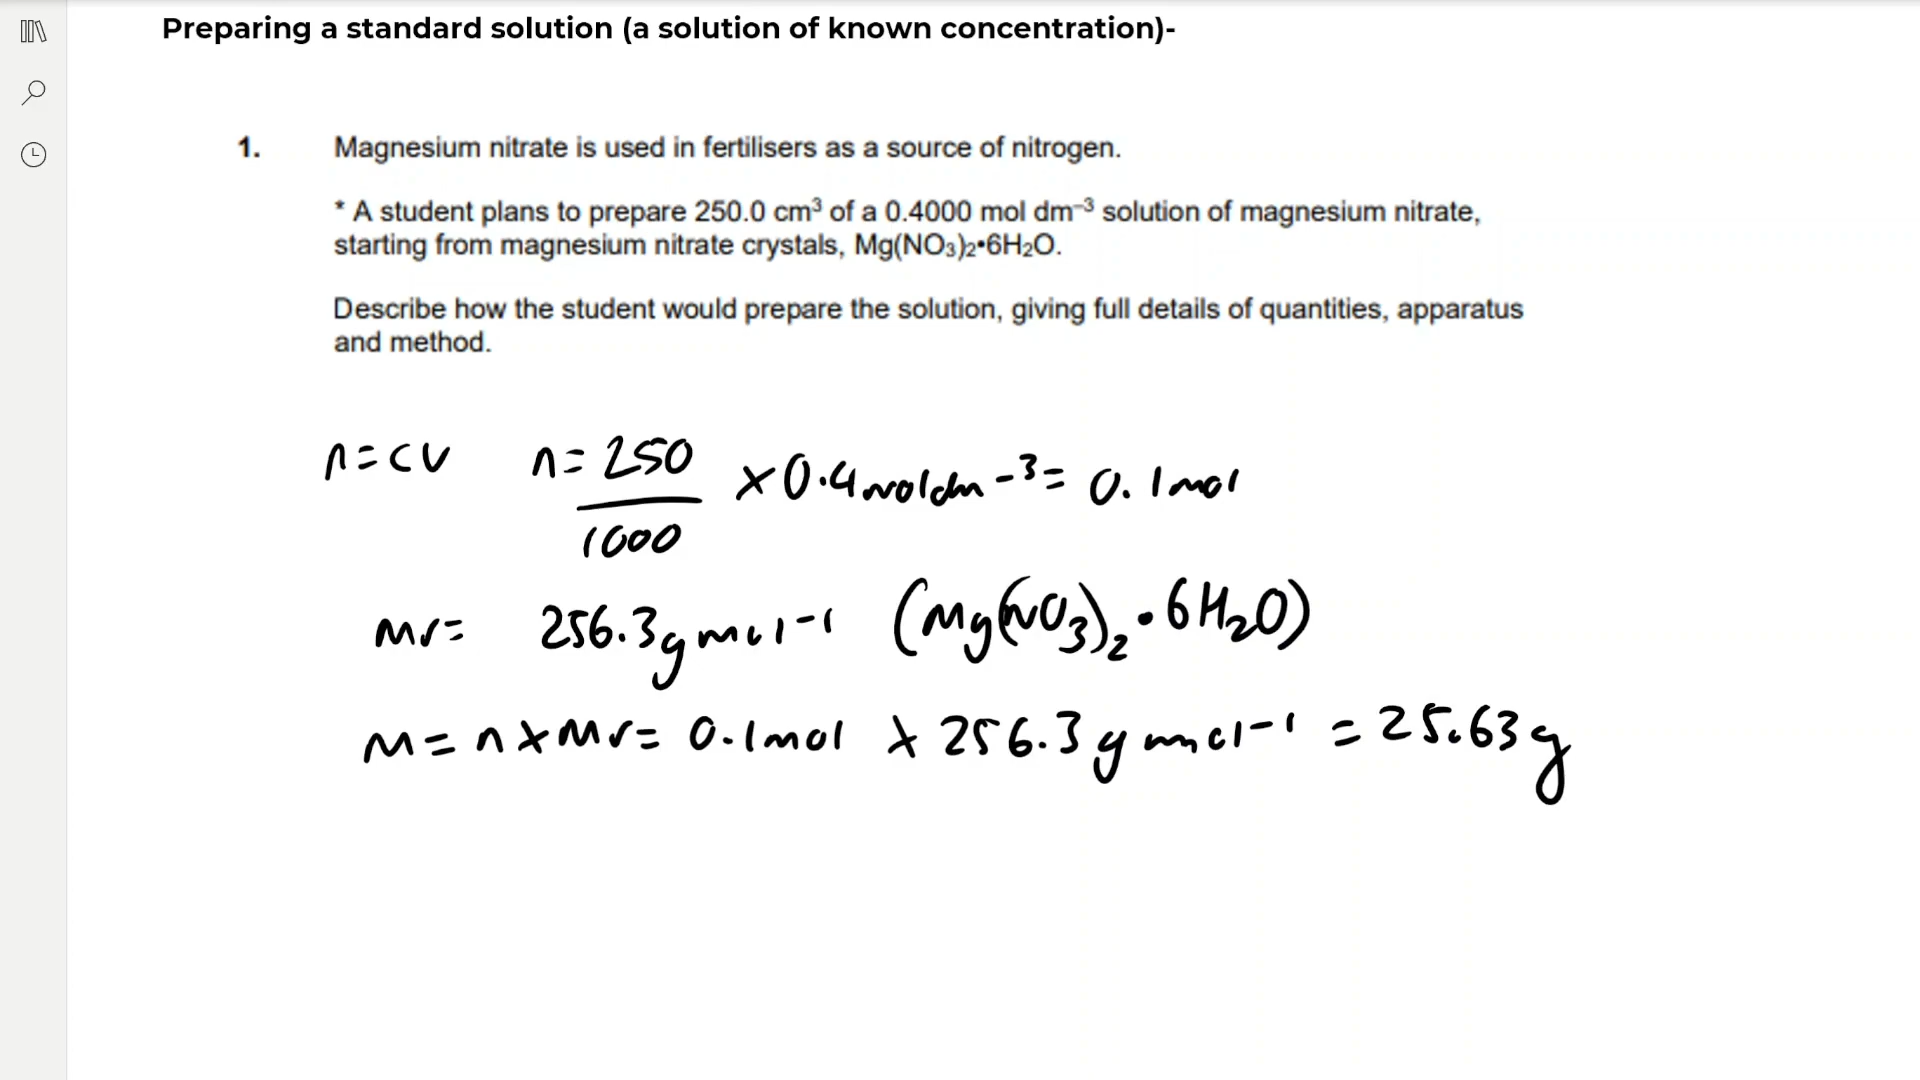 Preparing a standard solution (a solution of known concentration)-
1. Magnesium nitrate is used in fertilisers as a source of nitrogen.
* A student plans to prepare 250.0 cm³ of a 0.4000 mol dm⁻³ solution of magnesium nitrate,
starting from magnesium nitrate crystals, Mg(NO₃)₂•6H₂O.
Describe how the student would prepare the solution, giving full details of quantities, apparatus
and method.
n=cv n= 250/1000 ×0.4moldm-3= 0.1mol
Mr= 256.3gmol-1 (Mg(NO₃)₂•6H₂O)
M=n×Mr= 0.1mol × 256.3gmol-1 = 25.63g